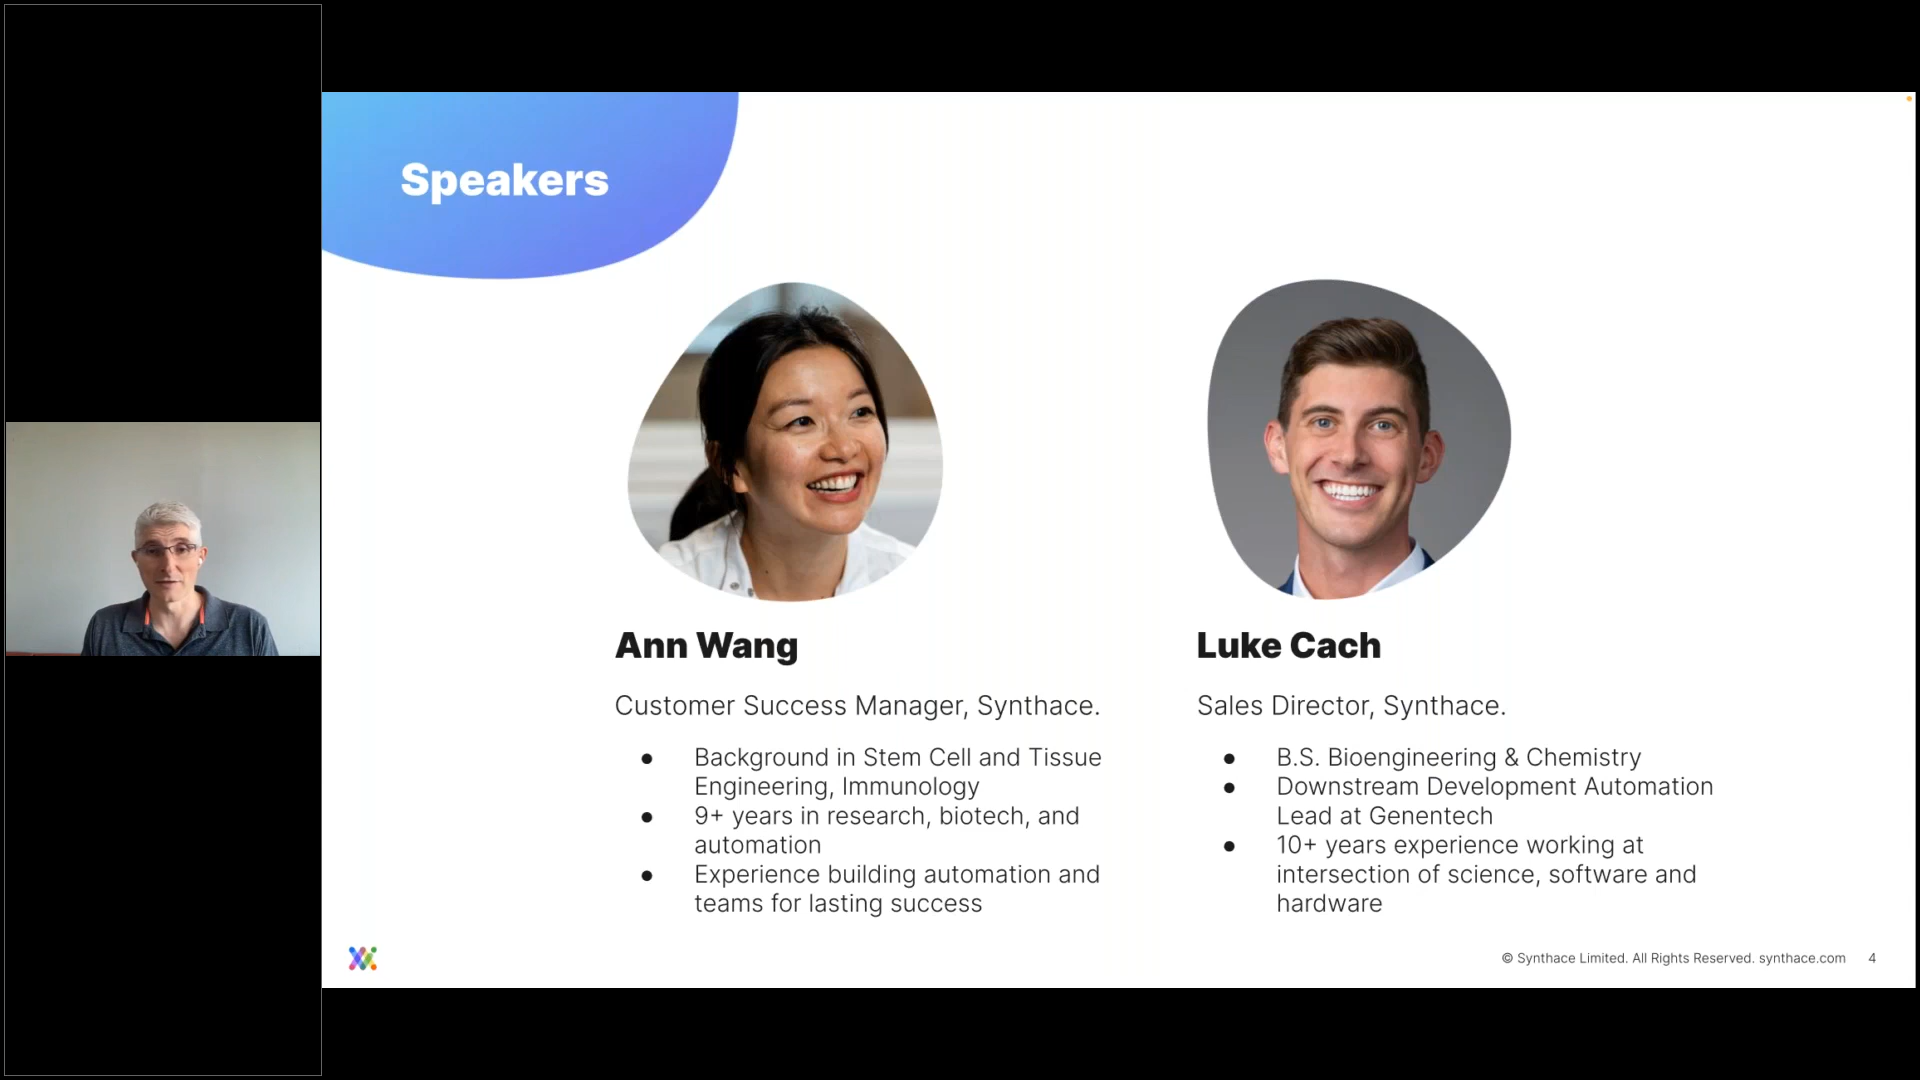 Speakers
Ann Wang
Customer Success Manager, Synthace.
● Background in Stem Cell and Tissue
Engineering, Immunology
● 9+ years in research, biotech, and
automation
● Experience building automation and
teams for lasting success
Luke Cach
Sales Director, Synthace.
● B.S. Bioengineering & Chemistry
● Downstream Development Automation
Lead at Genentech
● 10+ years experience working at
intersection of science, software and
hardware
© Synthace Limited. All Rights Reserved. synthace.com 4